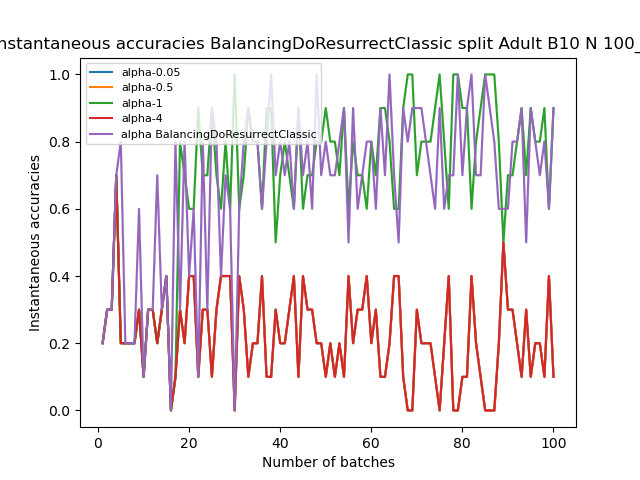 nstantaneous accuracies BalancingDoResurrectClassic split Adult B10 N 100_
alpha-0.05
alpha-0.5
alpha-1
alpha-4
alpha BalancingDoResurrectClassic
1.0
0.8
0.6
0.4
0.2
0.0
Instantaneous accuracies
0
20
40
60
80
100
Number of batches